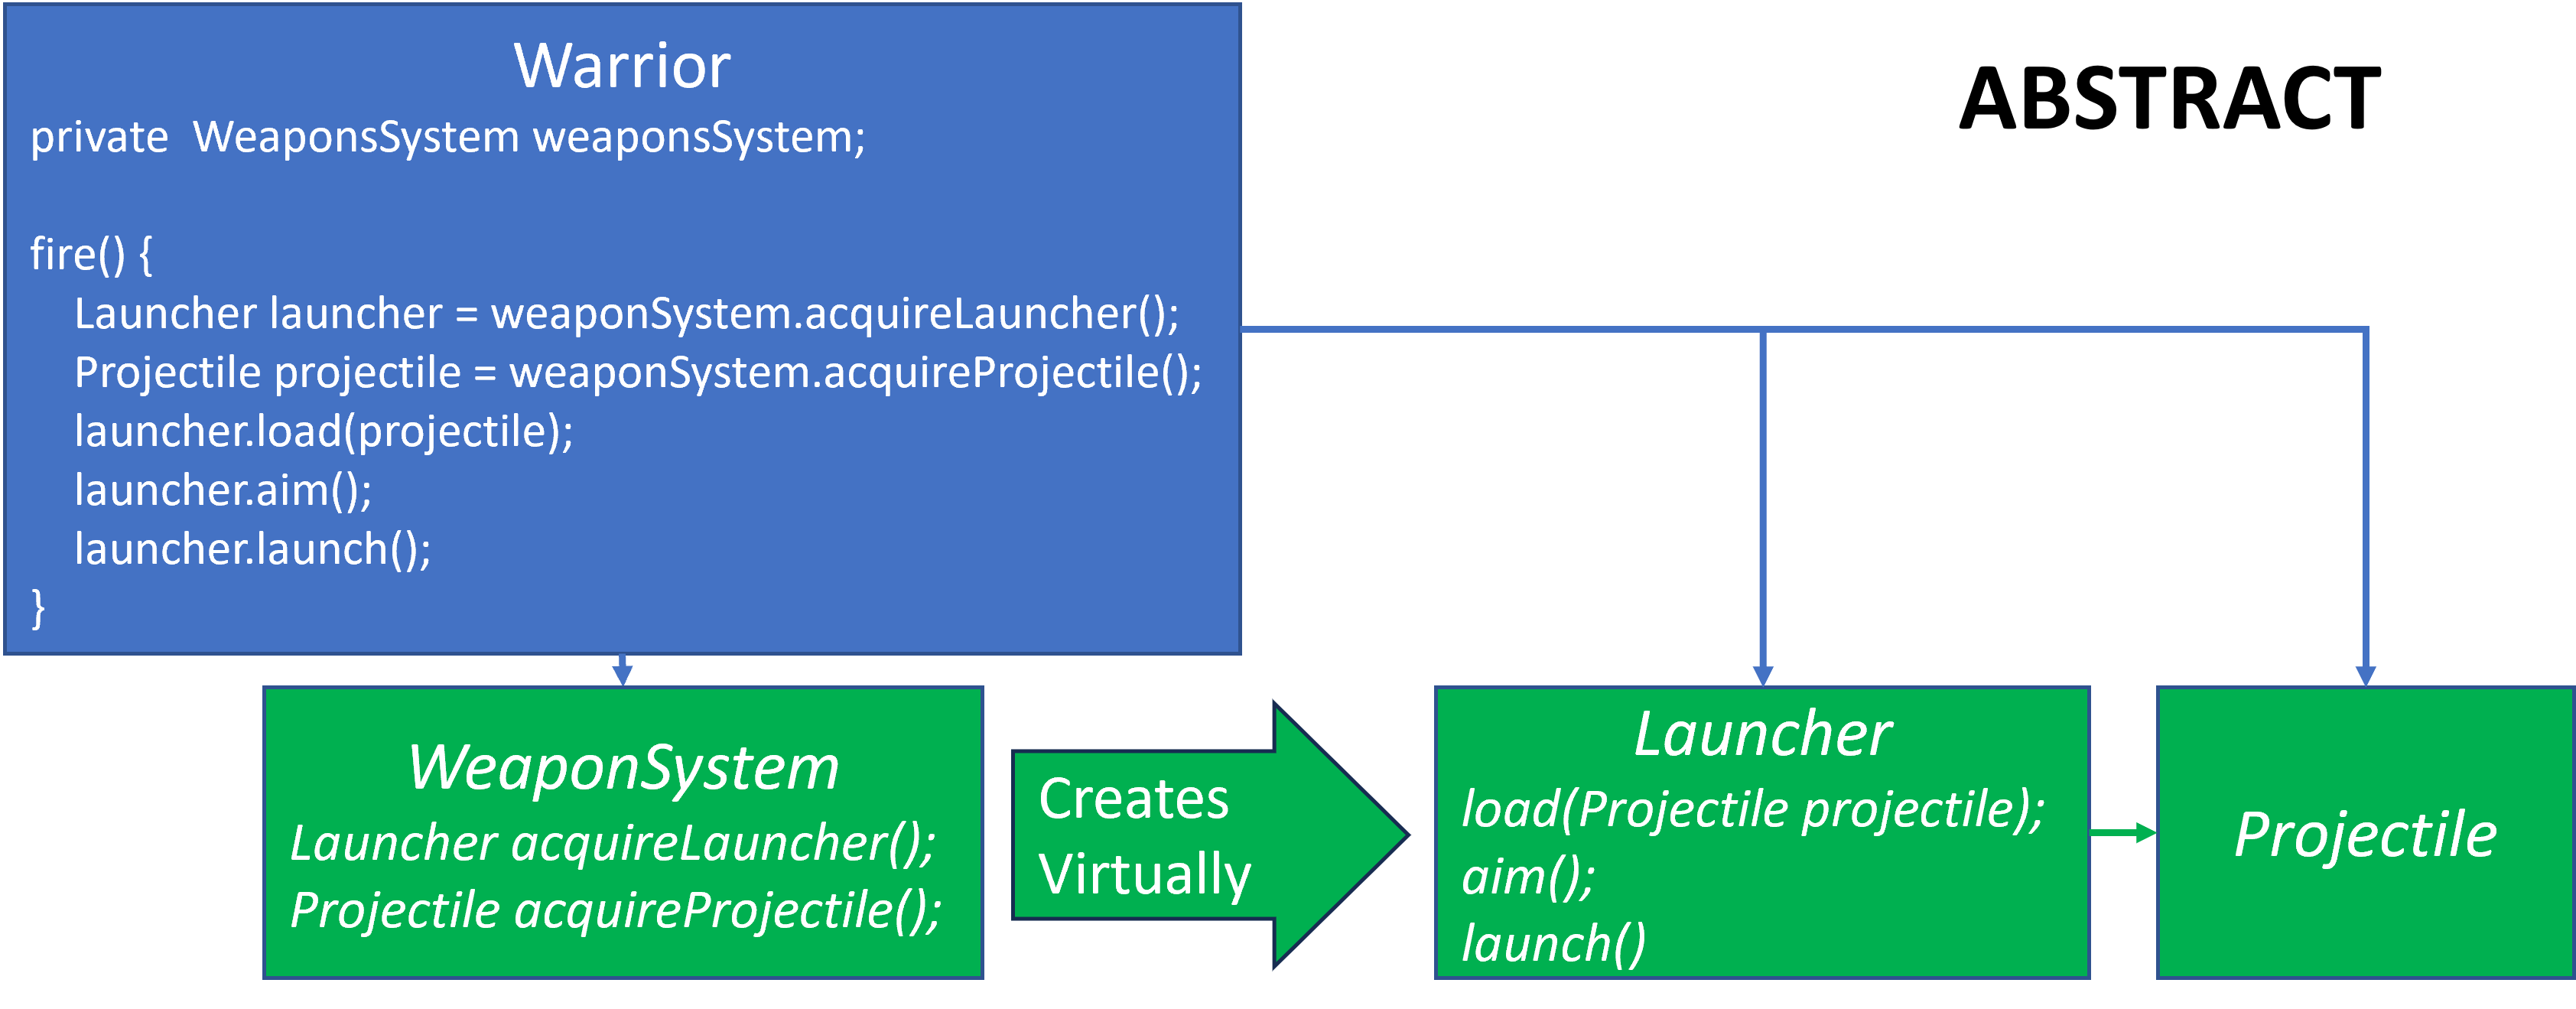 Warrior
private  WeaponsSystem weaponsSystem;
fire() {
Launcher launcher = weaponSystem.acquireLauncher();
Projectile projectile = weaponSystem.acquireProjectile();
launcher.load(projectile);
launcher.aim();
launcher.launch();
}
ABSTRACT
WeaponSystem
Launcher acquireLauncher();
Projectile acquireProjectile();
Creates
Virtually
Launcher
load(Projectile projectile);
aim();
launch()
Projectile